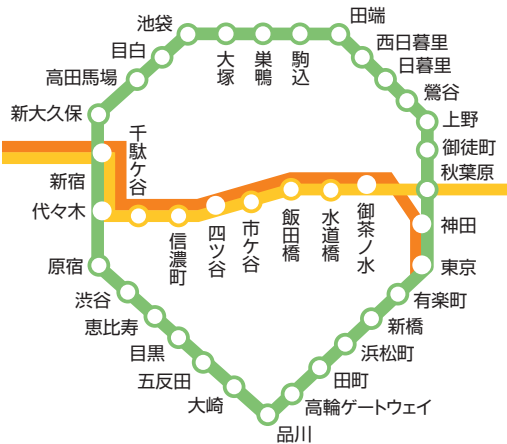 池袋
目白
高田馬場
新大久保
新宿
代々木
原宿
渋谷
恵比寿
目黒
五反田
大崎
品川
高輪ゲートウェイ
田町
浜松町
新橋
有楽町
東京
神田
秋葉原
御徒町
上野
鶯谷
日暮里
西日暮里
田端
駒込
巣鴨
大塚
千駄ケ谷
信濃町
四ツ谷
市ケ谷
飯田橋
水道橋
御茶ノ水